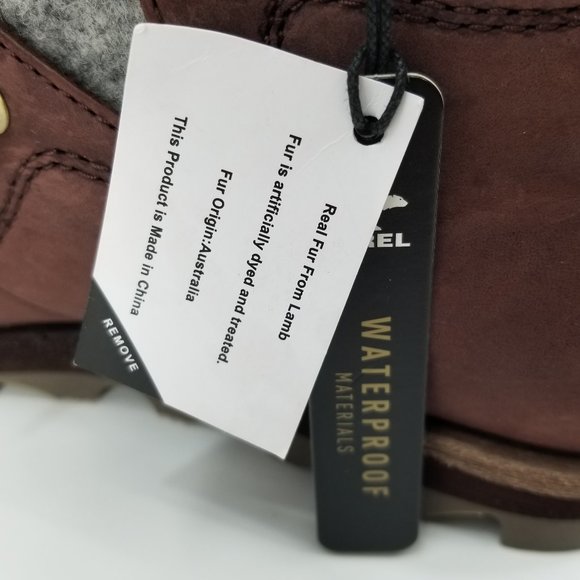 Real Fur From Lamb
Fur is artificially dyed and treated.
Fur Origin:Australia
This Product is Made in China
REMOVE
WATERPROOF
MATERIALS